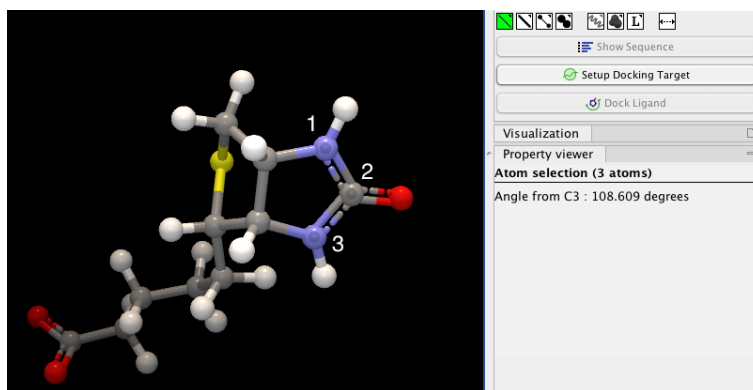 L
Show Sequence
Setup Docking Target
Dock Ligand
Visualization
Property viewer
Atom selection (3 atoms)
Angle from C3 : 108.609 degrees
1
2
3